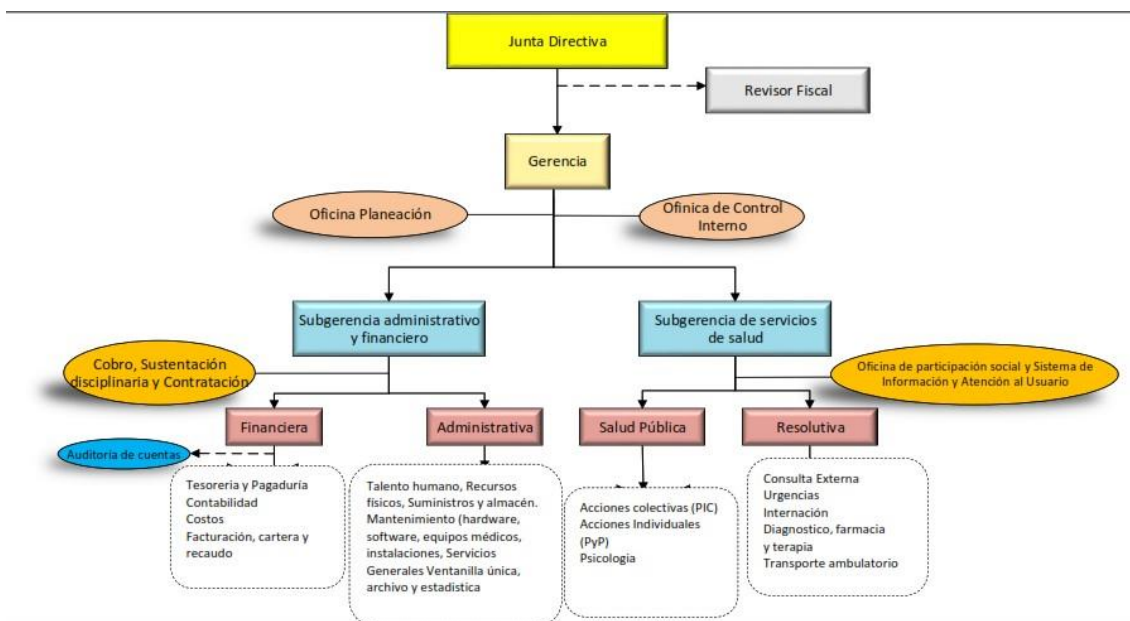 Junta Directiva
Revisor Fiscal
Gerencia
Oficina Planeación
Ofinica de Control
Interno
Subgerencia administrativo
y financiero
Subgerencia de servicios
de salud
Cobro, Sustentación
disciplinaria y Contratación
Oficina de participación social y Sistema de
Información y Atención al Usuario
Financiera
Administrativa
Salud Pública
Resolutiva
Auditoría de cuentas
Tesoreria y Pagaduría
Contabilidad
Costos
Facturación, cartera y
recaudo
Talento humano, Recursos
físicos, Suministros y almacén.
Mantenimiento (hardware,
software, equipos médicos,
instalaciones, Servicios
Generales Ventanilla única,
archivo y estadistica
Acciones colectivas (PIC)
Acciones Individuales
(PyP)
Psicologia
Consulta Externa
Urgencias
Internación
Diagnostico, farmacia
y terapia
Transporte ambulatorio